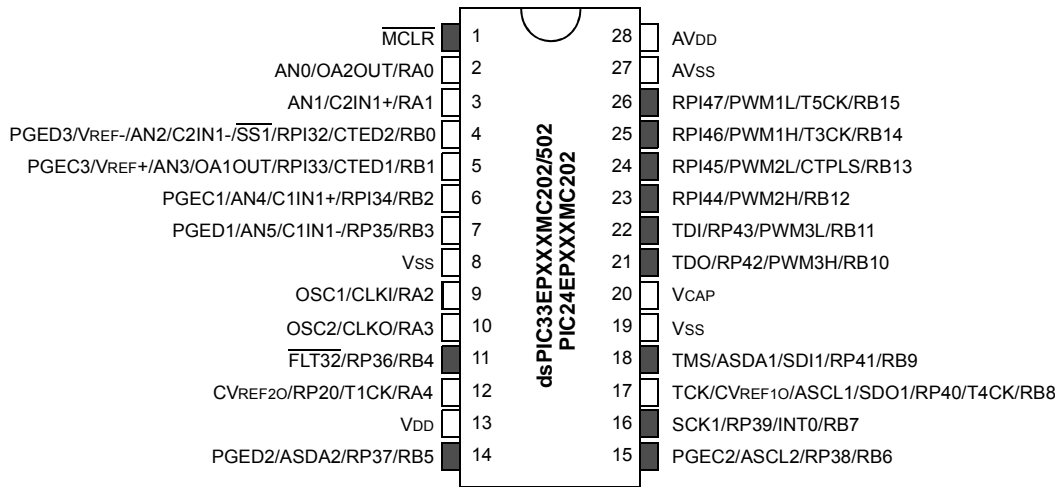 MCLR 1 28 AVDD
AN0/OA2OUT/RA0 2 27 AVSS
AN1/C2IN1+/RA1 3 26 RPI47/PWM1L/T5CK/RB15
PGED3/VREF-/AN2/C2IN1-/SS1/RPI32/CTED2/RB0 4 25 RPI46/PWM1H/T3CK/RB14
PGEC3/VREF+/AN3/OA1OUT/RPI33/CTED1/RB1 5 24 RPI45/PWM2L/CTPLS/RB13
PGEC1/AN4/C1IN1+/RPI34/RB2 6 23 RPI44/PWM2H/RB12
PGED1/AN5/C1IN1-/RP35/RB3 7 22 TDI/RP43/PWM3L/RB11
VSS 8 21 TDO/RP42/PWM3H/RB10
OSC1/CLKI/RA2 9 20 VCAP
OSC2/CLKO/RA3 10 19 VSS
FLT32/RP36/RB4 11 18 TMS/ASDA1/SDI1/RP41/RB9
CVREF2O/RP20/T1CK/RA4 12 17 TCK/CVREF1O/ASCL1/SDO1/RP40/T4CK/RB8
VDD 13 16 SCK1/RP39/INT0/RB7
PGED2/ASDA2/RP37/RB5 14 15 PGEC2/ASCL2/RP38/RB6
dsPIC33EPXXXMC202/502
PIC24EPXXXMC202